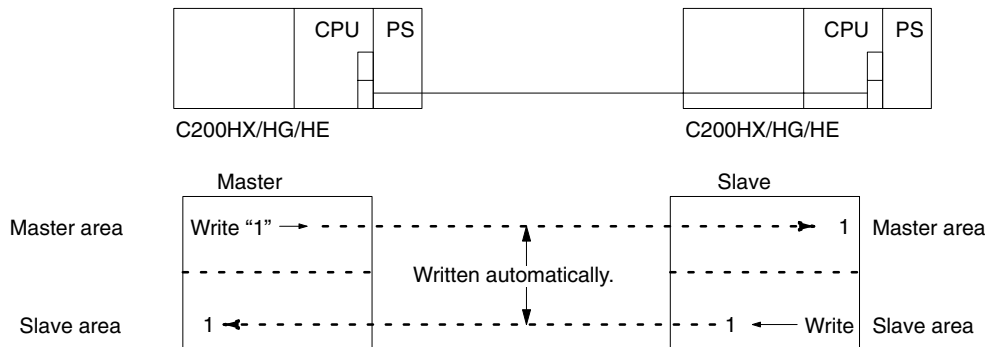 CPU PS CPU PS
C200HX/HG/HE C200HX/HG/HE
Master Slave
Master area Write “1” 1 Master area
Written automatically.
Slave area 1 1 Write Slave area